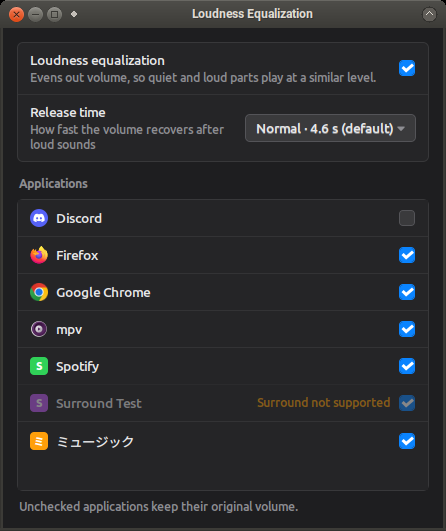 Loudness Equalization
Loudness equalization
Evens out volume, so quiet and loud parts play at a similar level.
Release time
How fast the volume recovers after
loud sounds
Normal · 4.6 s (default)
Applications
Discord
Firefox
Google Chrome
mpv
S Spotify
S Surround Test Surround not supported
ミ ミュージック
Unchecked applications keep their original volume.